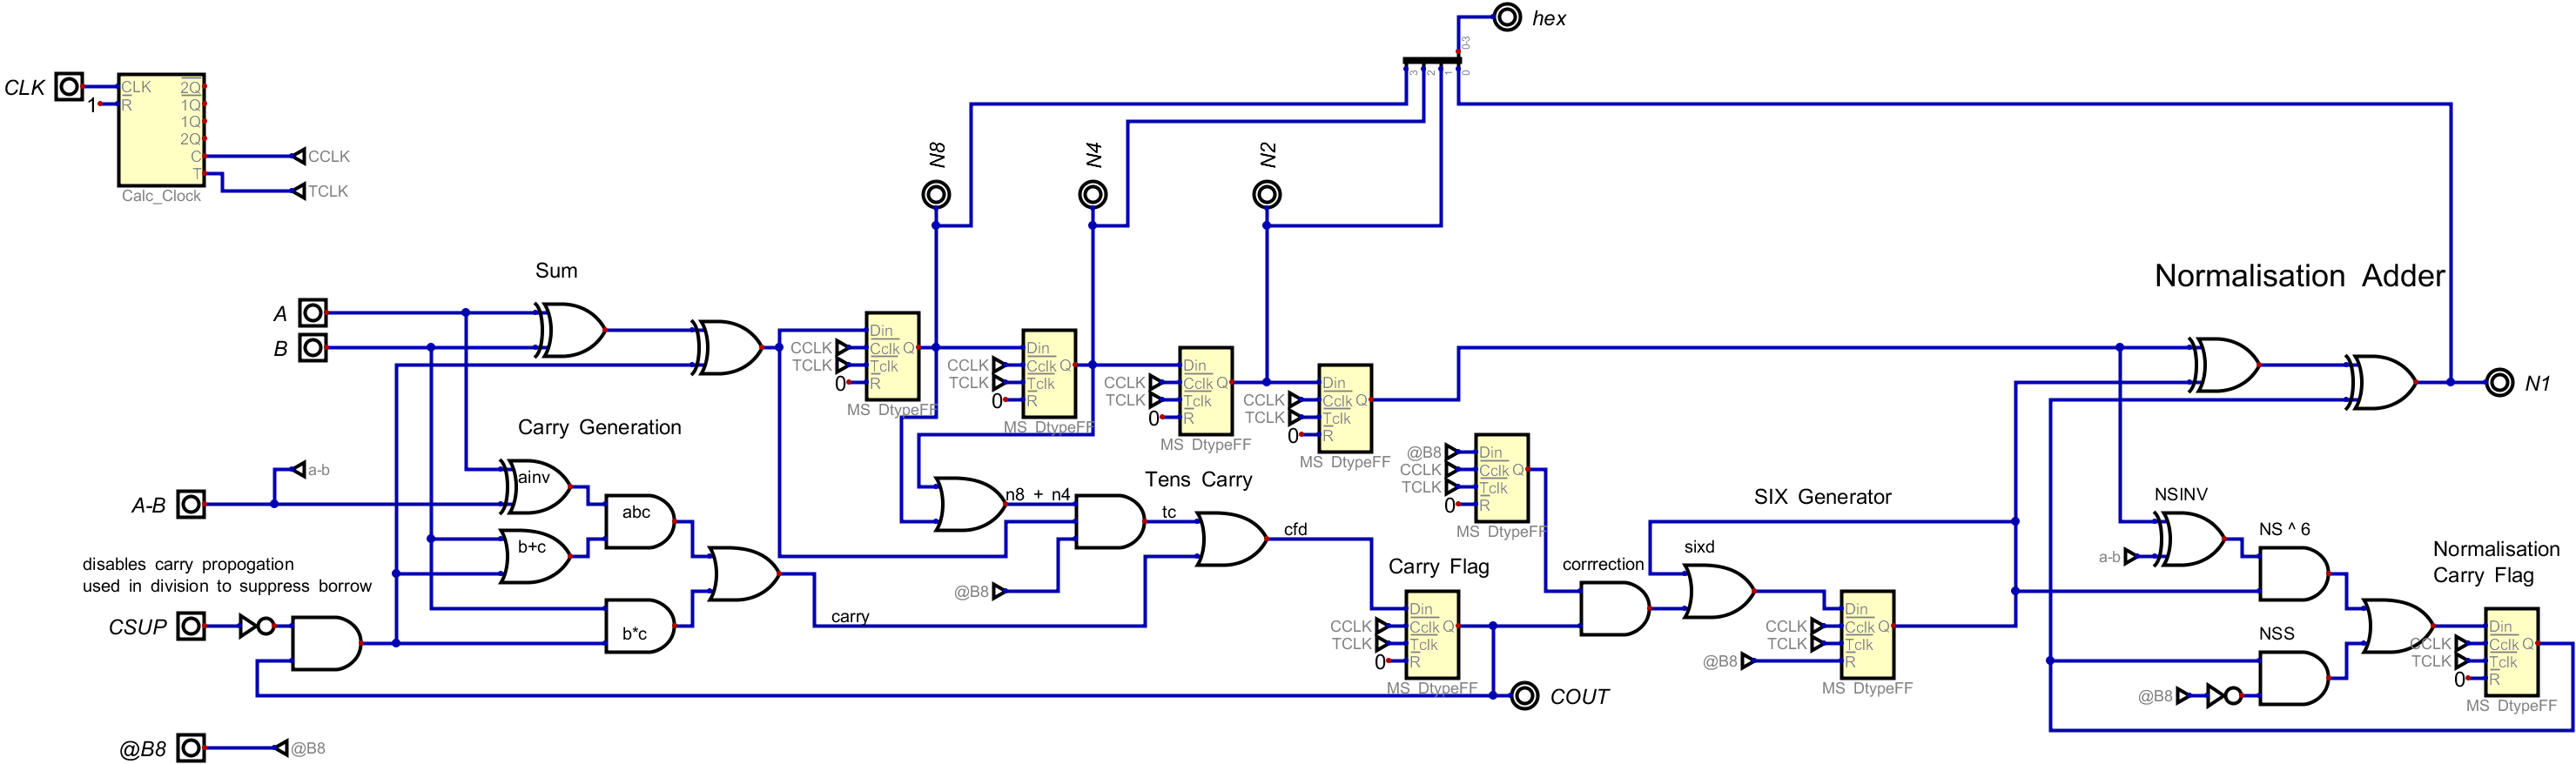 hex
0-3
3
2
1
0
CLK
CLK
R
1
2Q
1Q
1Q
2Q
C
T
Calc_Clock
CCLK
TCLK
N8
N4
N2
Sum
Normalisation Adder
A
B
CCLK
TCLK
0
Din
Cclk
Tclk
R
Q
MS DtypeFF
CCLK
TCLK
0
Din
Cclk
Tclk
R
Q
MS DtypeFF
CCLK
TCLK
0
Din
Cclk
Tclk
R
Q
MS DtypeFF
CCLK
TCLK
0
Din
Cclk
Tclk
R
Q
MS DtypeFF
N1
Carry Generation
@B8
CCLK
TCLK
0
Din
Cclk
Tclk
R
Q
MS DtypeFF
a-b
ainv
A-B
abc
b+c
n8 + n4
Tens Carry
tc
cfd
SIX Generator
NSINV
a-b
NS ^ 6
disables carry propogation
used in division to suppress borrow
CSUP
b*c
carry
@B8
Carry Flag
CCLK
TCLK
0
Din
Cclk
Tclk
R
Q
MS DtypeFF
corrrection
sixd
CCLK
TCLK
@B8
Din
Cclk
Tclk
R
Q
MS DtypeFF
NSS
@B8
Normalisation
Carry Flag
CCLK
TCLK
0
Din
Cclk
Tclk
R
Q
MS DtypeFF
COUT
@B8
@B8